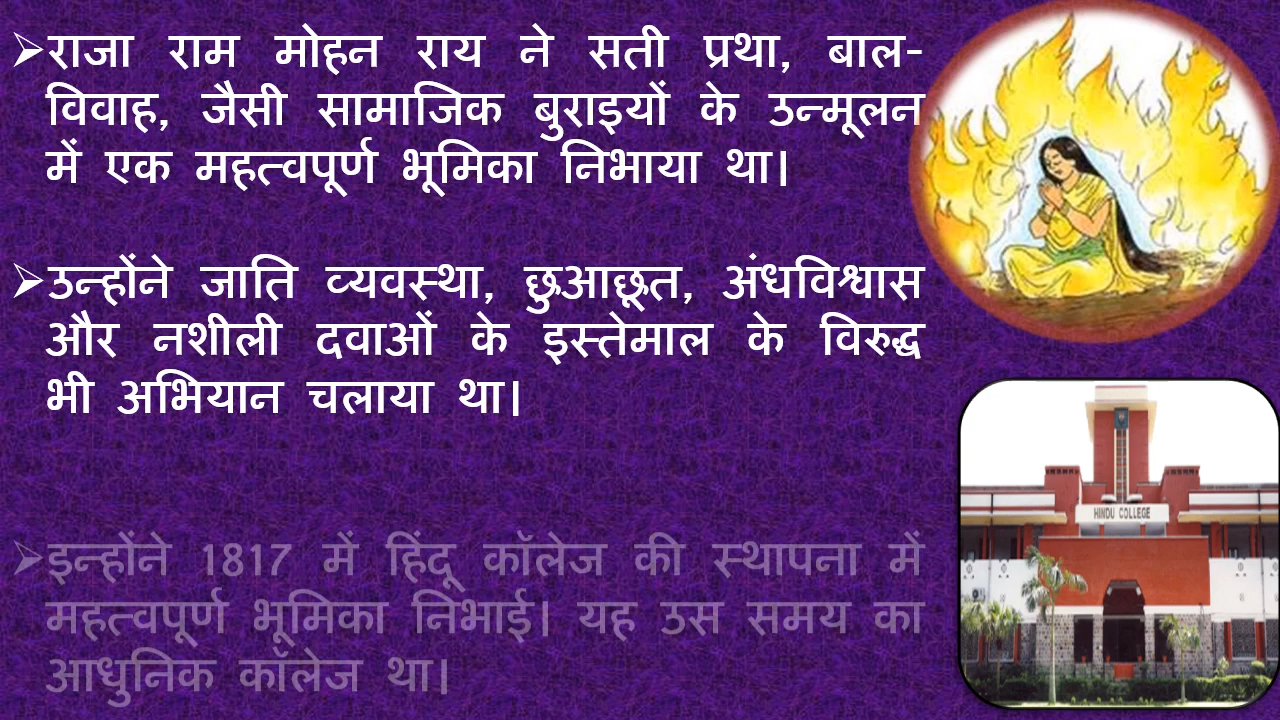 ➢राजा राम मोहन राय ने सती प्रथा, बाल-
विवाह, जैसी सामाजिक बुराइयों के उन्मूलन
में एक महत्वपूर्ण भूमिका निभाया था।
➢उन्होंने जाति व्यवस्था, छुआछूत, अंधविश्वास
और नशीली दवाओं के इस्तेमाल के विरुद्ध
भी अभियान चलाया था।
➢इन्होंने 1817 में हिंदू कॉलेज की स्थापना में
महत्वपूर्ण भूमिका निभाई। यह उस समय का
आधुनिक कॉलेज था।
HINDU COLLEGE